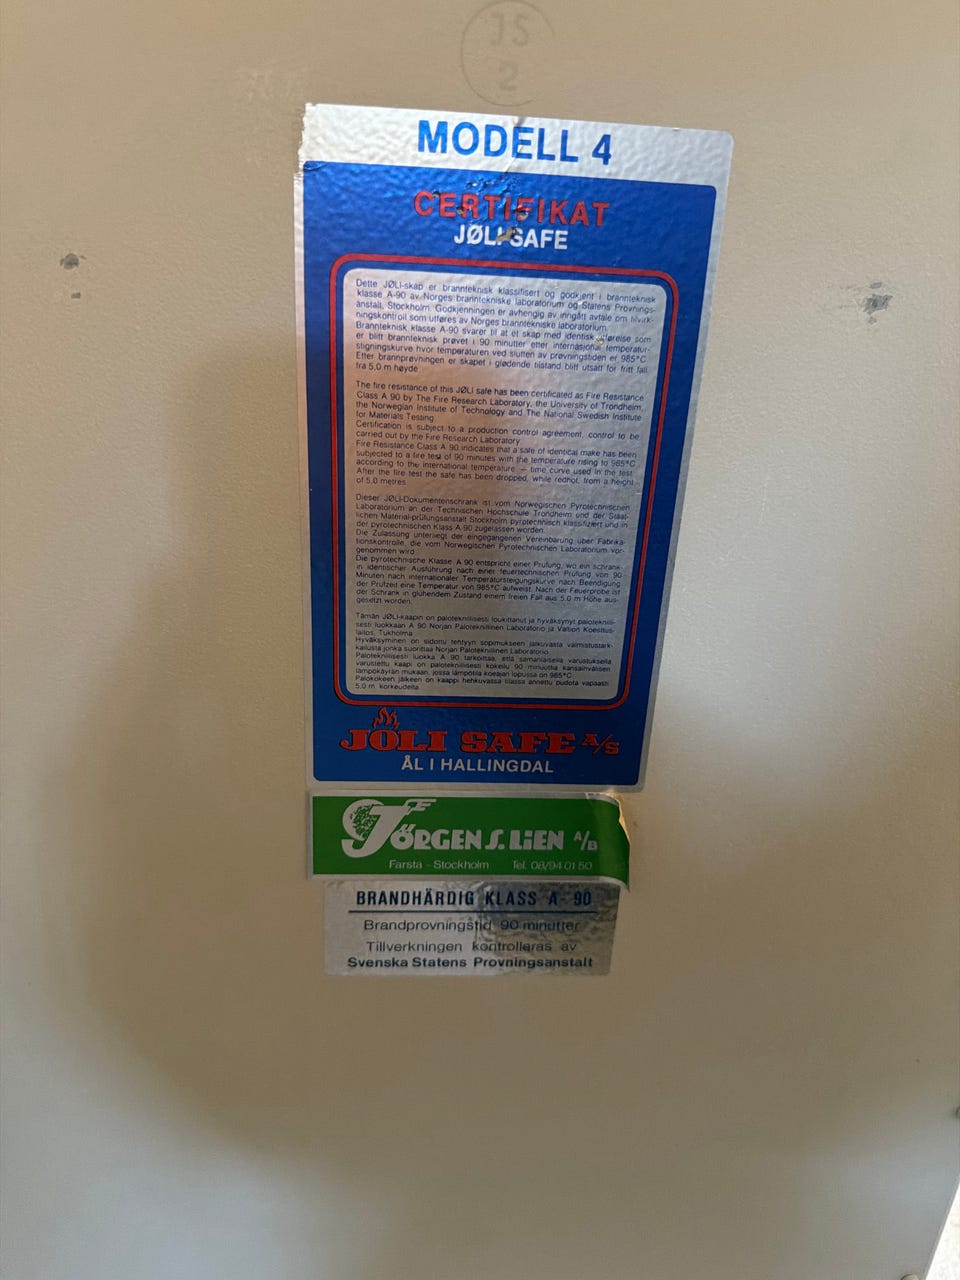 JS
2
MODELL 4
CERTIFIKAT
JØLI SAFE
Dette JØLI-skap er brannteknisk klassifisert og godkjent i brannteknisk
klasse A-90 av Norges branntekniske laboratorium og Statens Provnings-
anstalt, Stockholm. Godkjenningen er avhengig av inngått avtale om tilvirk-
ningskontroll som utføres av Norges branntekniske laboratorium.
Brannteknisk klasse A-90 svarer til at et skap med identisk utførelse som
er blitt brannteknisk prøvet i 90 minutter etter internasjonal temperatur-
stigningskurve hvor temperaturen ved slutten av prøvningstiden er 985°C
Etter brannprøvningen er skapet i glødende tilstand blitt utsatt for fritt fall
fra 5,0 m høyde
The fire resistance of this JØLI safe has been certificated as Fire Resistance
Class A 90 by The Fire Research Laboratory, the University of Trondheim,
the Norwegian Institute of Technology and The National Swedish Institute
for Materials Testing
Certification is subject to a production control agreement, control to be
carried out by the Fire Research Laboratory
Fire Resistance Class A 90 indicates that a safe of identical make has been
subjected to a fire test of 90 minutes with the temperature rising to 985°C
according to the international temperature – time curve used in the test.
After the fire test the safe has been dropped, while redhot, from a height
of 5,0 metres
Dieser JØLI-Dokumentenschrank ist vom Norwegischen Pyrotechnischen
Laboratorium an der Technischen Hochschule Trondheim und der Staat-
lichen Material-prüfungsanstalt Stockholm pyrotechnisch klassifiziert und in
der pyrotechnischen Klass A-90 zugelassen worden.
Die Zulassung unterliegt der eingegangenen Vereinbarung über Fabrika-
tionskontrolle, die vom Norwegischen Pyrotechnischen Laboratorium vor-
genommen wird
Die pyrotechnische Klasse A 90 entspricht einer Prüfung, wo ein schrank
in identischer Ausführung nach einer feuertechnischen Prüfung von 90
Minuten nach internationaler Temperatursteigungskurve nach Beendigung
der Prüfzeit eine Temperatur von 985°C aufweist. Nach der Feuerprobe ist
der Schrank in glühendem Zustand einem freien Fall aus 5,0 m Höhe aus-
gesetzt worden.
Tämän JØLI-kaapin on paloteknillisesti loukittanut ja hyväksynyt paloteknilli-
sesti luokkaan A 90 Norjan Paloteknillinen Laboratorio ja Valtion Koestus-
laitos, Tukholma
Hyväksyminen on sidottu tehtyyn sopimukseen jatkuvasta valmistustark-
kailusta jonka suorittaa Norjan Paloteknillinen Laboratorio
Paloteknillisesti luokka A 90 tarkoittaa, että samanlaisella varustuksella
varustettu kaapi on paloteknillisesti kokeiltu 90 minuuttia kansainvälisen
lämpökäyrän mukaan, jossa lämpötila koeajan lopussa on 985°C
Palokokeen jälkeen on kaappi hehkuvassa tilassa annettu pudota vapaasti
5,0 m korkeudelta
JØLI SAFE A/S
ÅL I HALLINGDAL
JÖRGEN S. LIEN A/B
Farsta - Stockholm Tel. 08/94 01 50
BRANDHÄRDIG KLASS A- 90
Brandprovningstid 90 minutter
Tillverkningen kontrolleras av
Svenska Statens Provningsanstalt